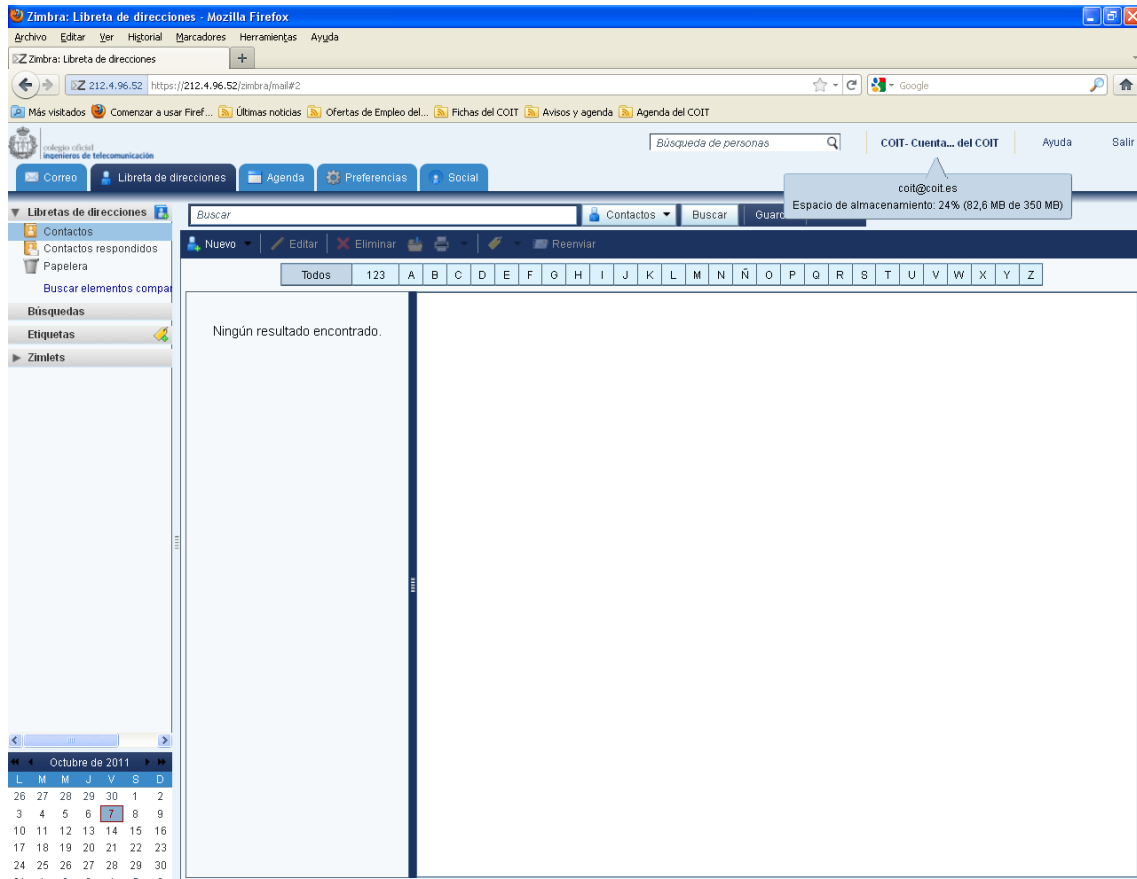 Zimbra: Libreta de direcciones - Mozilla Firefox
Archivo Editar Ver Historial Marcadores Herramientas Ayuda
Zimbra: Libreta de direcciones +
212.4.96.52 https://212.4.96.52/zimbra/mail#2 Google
Más visitados Comenzar a usar Firef... Últimas noticias Ofertas de Empleo del... Fichas del COIT Avisos y agenda Agenda del COIT
colegio oficial
ingenieros de telecomunicación
Búsqueda de personas COIT- Cuenta... del COIT Ayuda Salir
Correo Libreta de direcciones Agenda Preferencias Social
coit@coit.es
Espacio de almacenamiento: 24% (82,6 MB de 350 MB)
Libretas de direcciones
Buscar Contactos Buscar Guard
Contactos
Contactos respondidos
Papelera
Buscar elementos compar
Búsquedas
Etiquetas
Zimlets
Nuevo Editar Eliminar Reenviar
Todos 123 A B C D E F G H I J K L M N Ñ O P Q R S T U V W X Y Z
Ningún resultado encontrado.
Octubre de 2011
L M M J V S D
26 27 28 29 30 1 2
3 4 5 6 7 8 9
10 11 12 13 14 15 16
17 18 19 20 21 22 23
24 25 26 27 28 29 30